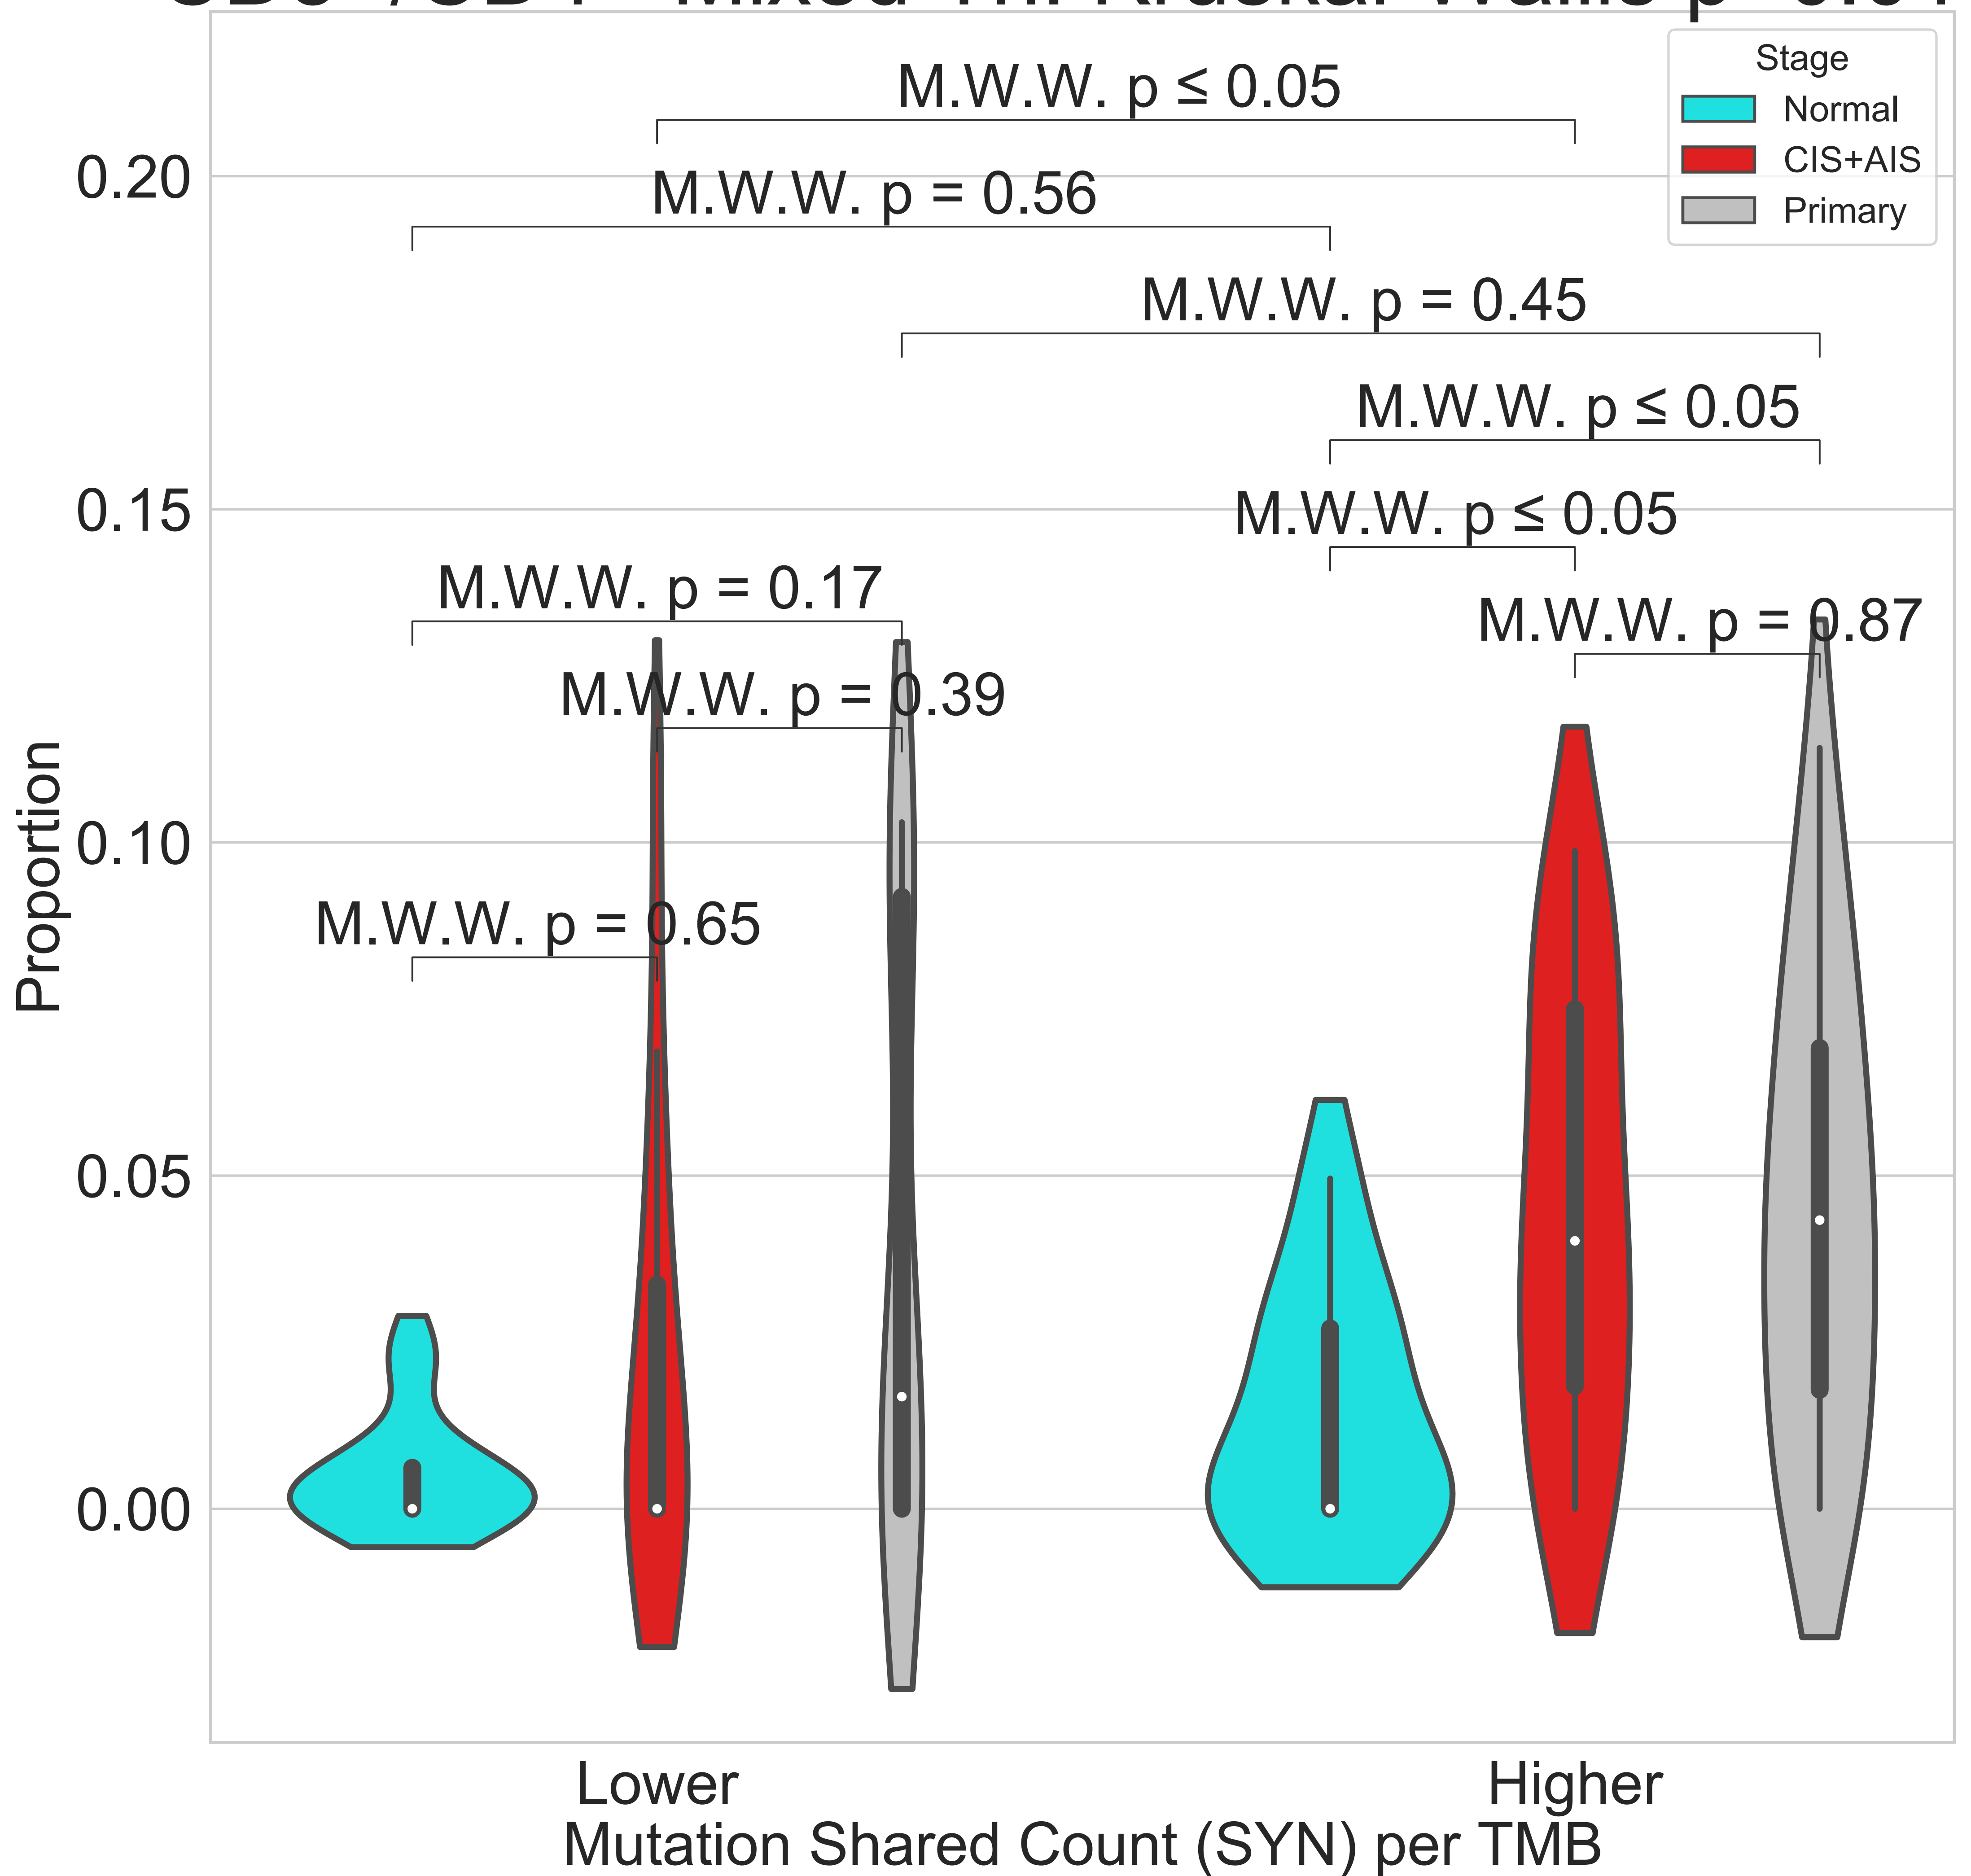 Stage
Normal
CIS+AIS
Primary
M.W.W. p ≤ 0.05
M.W.W. p = 0.56
M.W.W. p = 0.45
M.W.W. p ≤ 0.05
M.W.W. p ≤ 0.05
M.W.W. p = 0.17
M.W.W. p = 0.87
M.W.W. p = 0.39
M.W.W. p = 0.65
0.20
0.15
0.10
0.05
0.00
Proportion
Lower
Higher
Mutation Shared Count (SYN) per TMB